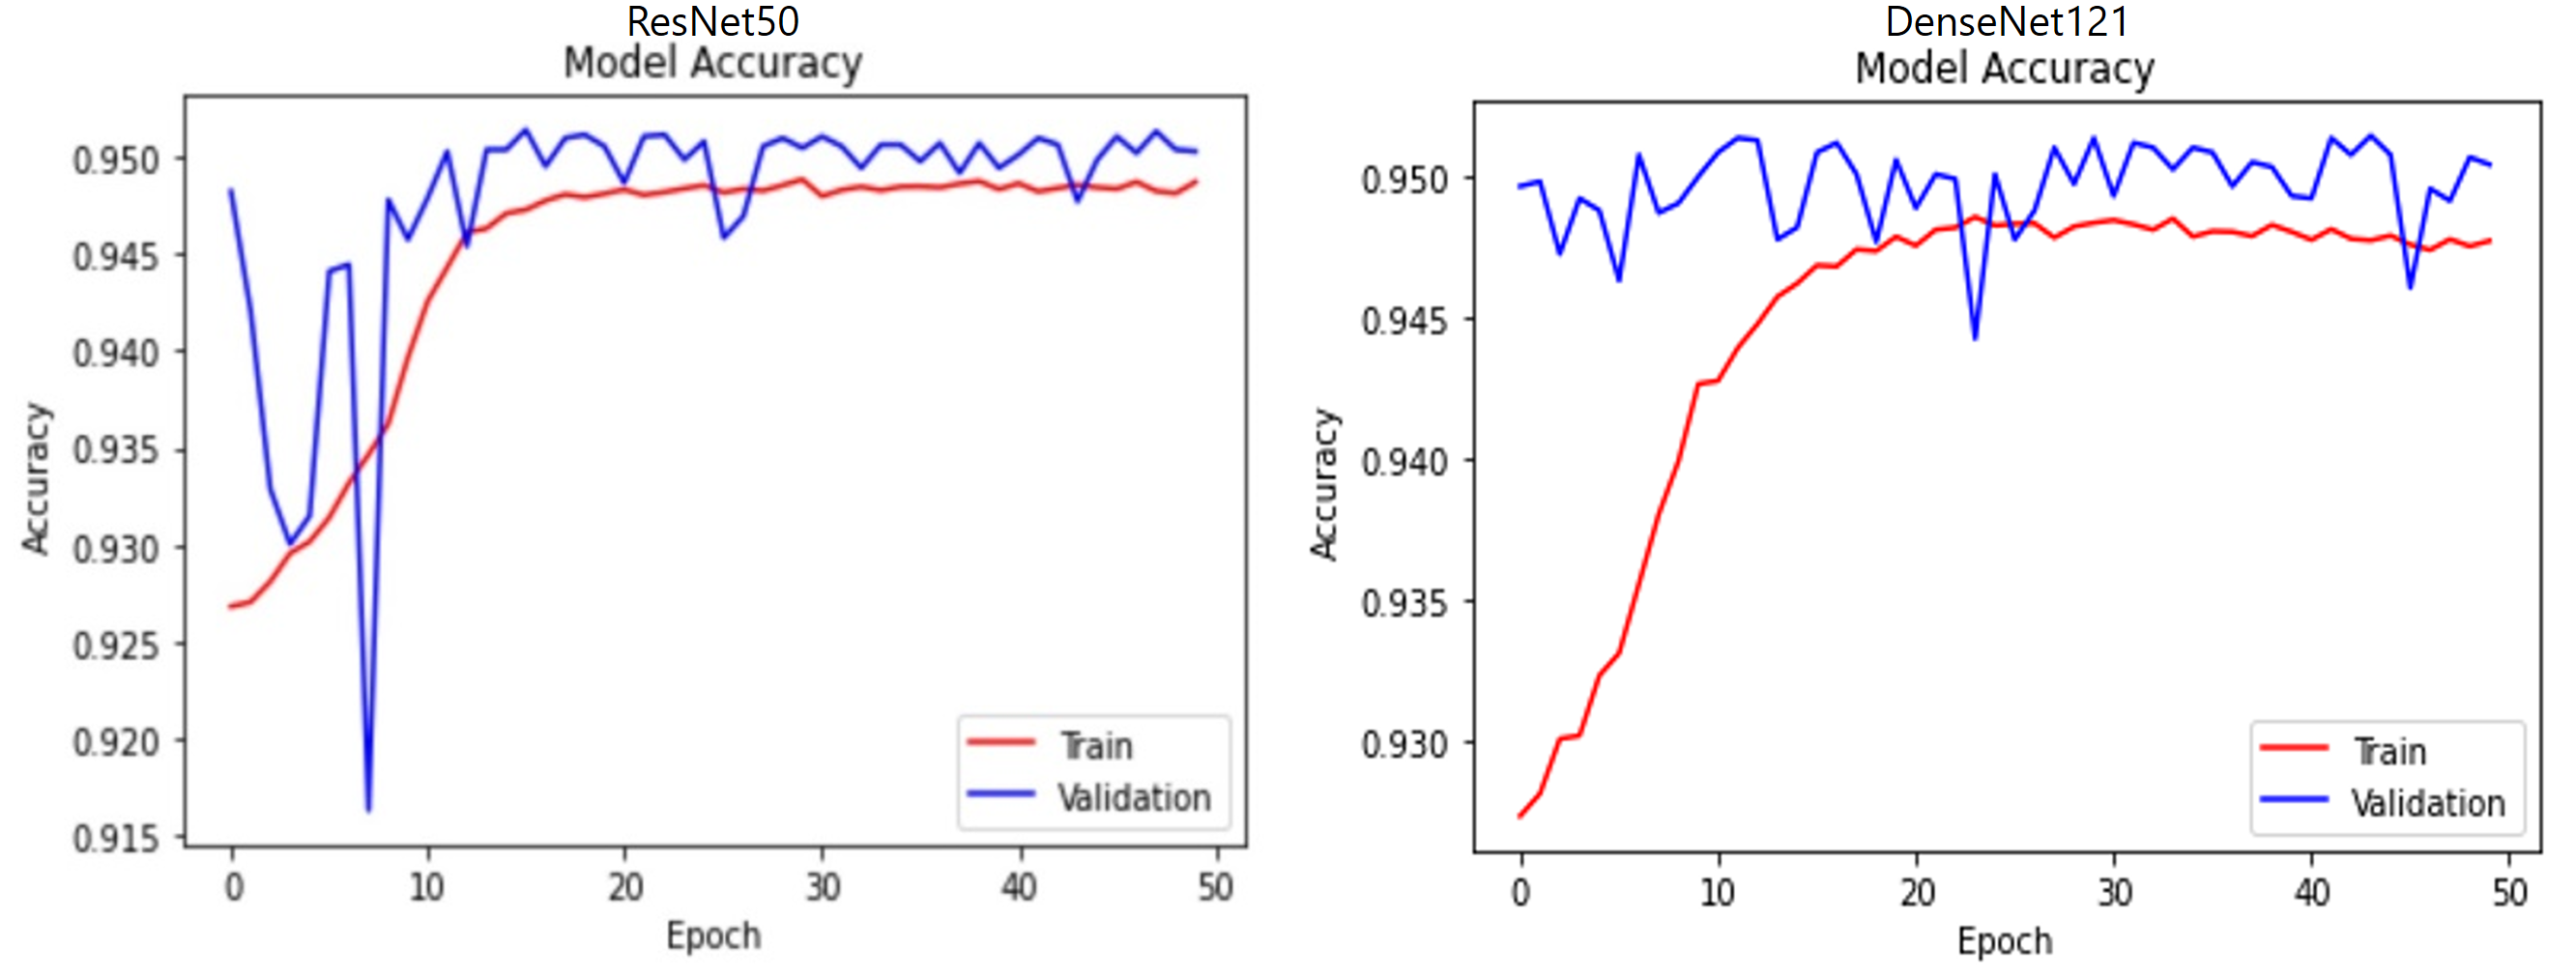 ResNet50
Model Accuracy
0.950
0.945
0.940
0.935
0.930
0.925
0.920
0.915
Accuracy
0 10 20 30 40 50
Epoch
Train
Validation
DenseNet121
Model Accuracy
0.950
0.945
0.940
0.935
0.930
Accuracy
0 10 20 30 40 50
Epoch
Train
Validation